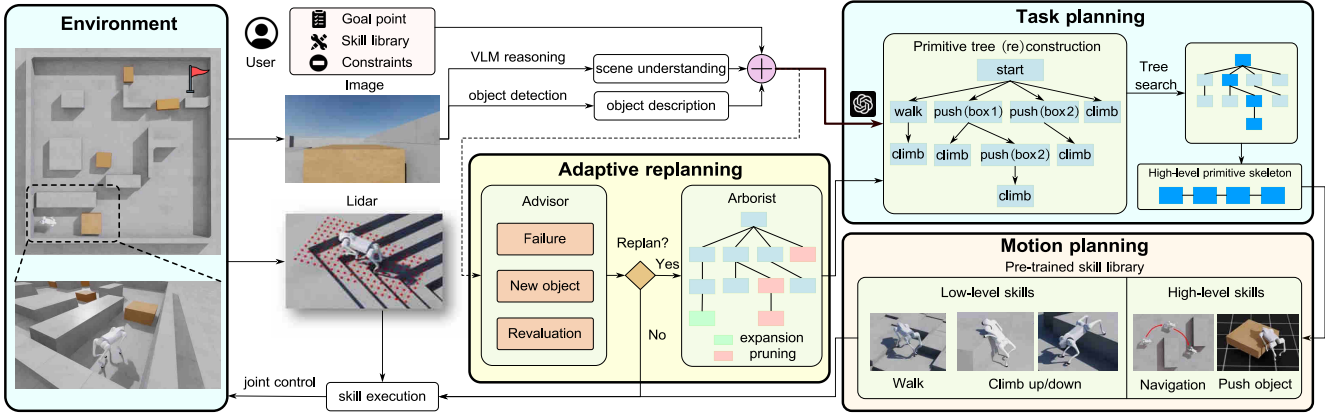 Environment
User
Goal point
Skill library
Constraints
Image
VLM reasoning
object detection
scene understanding
object description
Lidar
joint control
skill execution
Adaptive replanning
Advisor
Failure
New object
Revaluation
Replan?
Yes
No
Arborist
expansion
pruning
Task planning
Primitive tree (re)construction
start
walk
push(box1)
push(box2)
climb
climb
climb
push(box2)
climb
climb
Tree
search
High-level primitive skeleton
Motion planning
Pre-trained skill library
Low-level skills
High-level skills
Walk
Climb up/down
Navigation
Push object